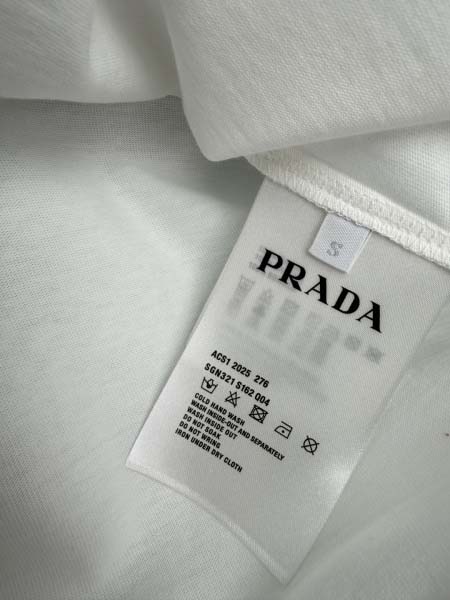 S
PRADA
AC51 2025 276
SGN321 S162 Q04
COLD HAND WASH
WASH INSIDE-OUT AND SEPARATELY
WASH INSIDE OUT
DO NOT SOAK
DO NOT WRING
IRON UNDER DRY CLOTH